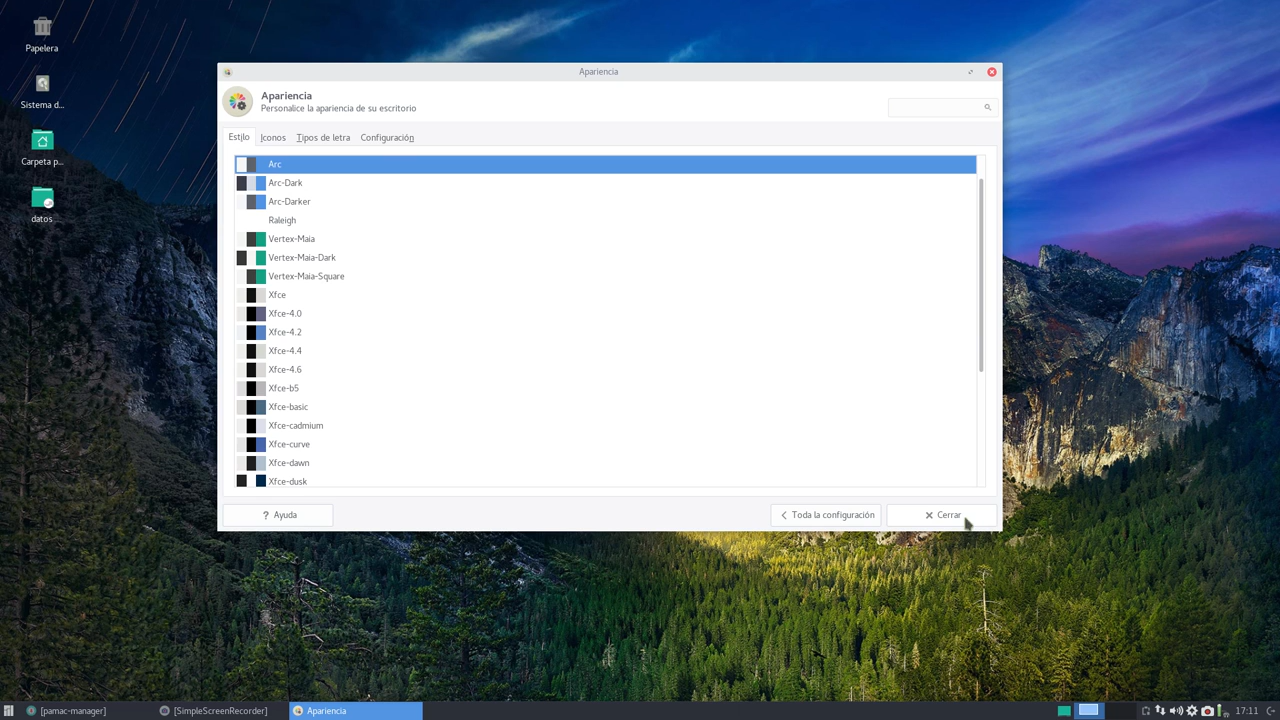 Papelera
Sistema d...
Carpeta p...
datos
Apariencia
Apariencia
Personalice la apariencia de su escritorio
Estilo
Iconos
Tipos de letra
Configuración
Arc
Arc-Dark
Arc-Darker
Raleigh
Vertex-Maia
Vertex-Maia-Dark
Vertex-Maia-Square
Xfce
Xfce-4.0
Xfce-4.2
Xfce-4.4
Xfce-4.6
Xfce-b5
Xfce-basic
Xfce-cadmium
Xfce-curve
Xfce-dawn
Xfce-dusk
? Ayuda
Toda la configuración
Cerrar
[pamac-manager]
[SimpleScreenRecorder]
Apariencia
17:11